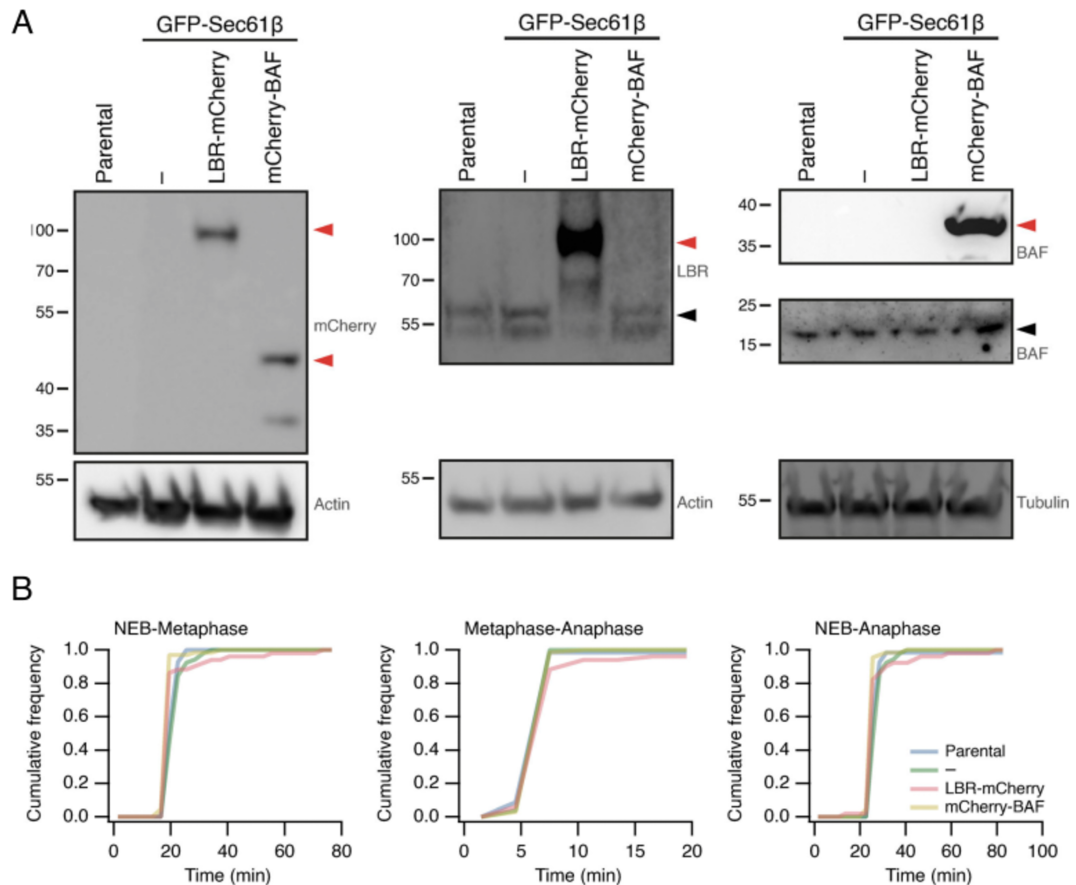 A
GFP-Sec61β
Parental
–
LBR-mCherry
mCherry-BAF
100
70
55
40
35
mCherry
55
Actin
GFP-Sec61β
Parental
–
LBR-mCherry
mCherry-BAF
100
70
55
LBR
55
Actin
GFP-Sec61β
Parental
–
LBR-mCherry
mCherry-BAF
40
35
BAF
25
15
BAF
55
Tubulin
B
NEB-Metaphase
Cumulative frequency
1.0
0.8
0.6
0.4
0.2
0.0
0 20 40 60 80
Time (min)
Metaphase-Anaphase
Cumulative frequency
1.0
0.8
0.6
0.4
0.2
0.0
0 5 10 15 20
Time (min)
NEB-Anaphase
Cumulative frequency
1.0
0.8
0.6
0.4
0.2
0.0
0 20 40 60 80 100
Time (min)
Parental
–
LBR-mCherry
mCherry-BAF